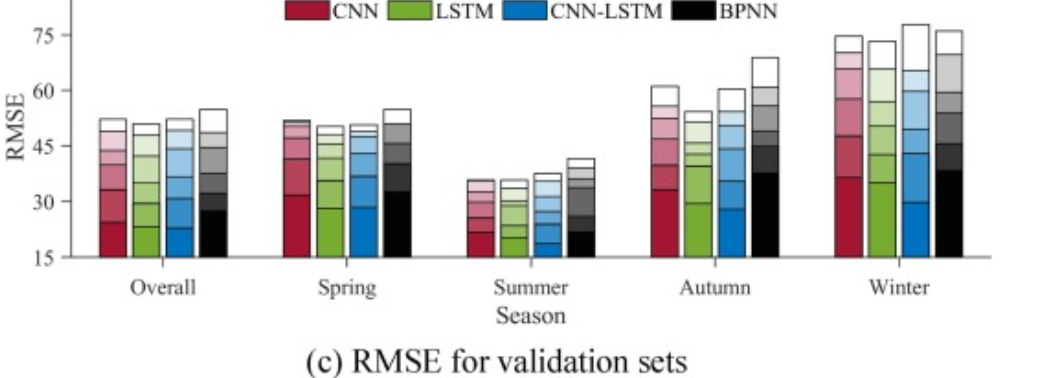 CNN LSTM CNN-LSTM BPNN
75
60
45
30
15
RMSE
Overall Spring Summer Autumn Winter
Season
(c) RMSE for validation sets